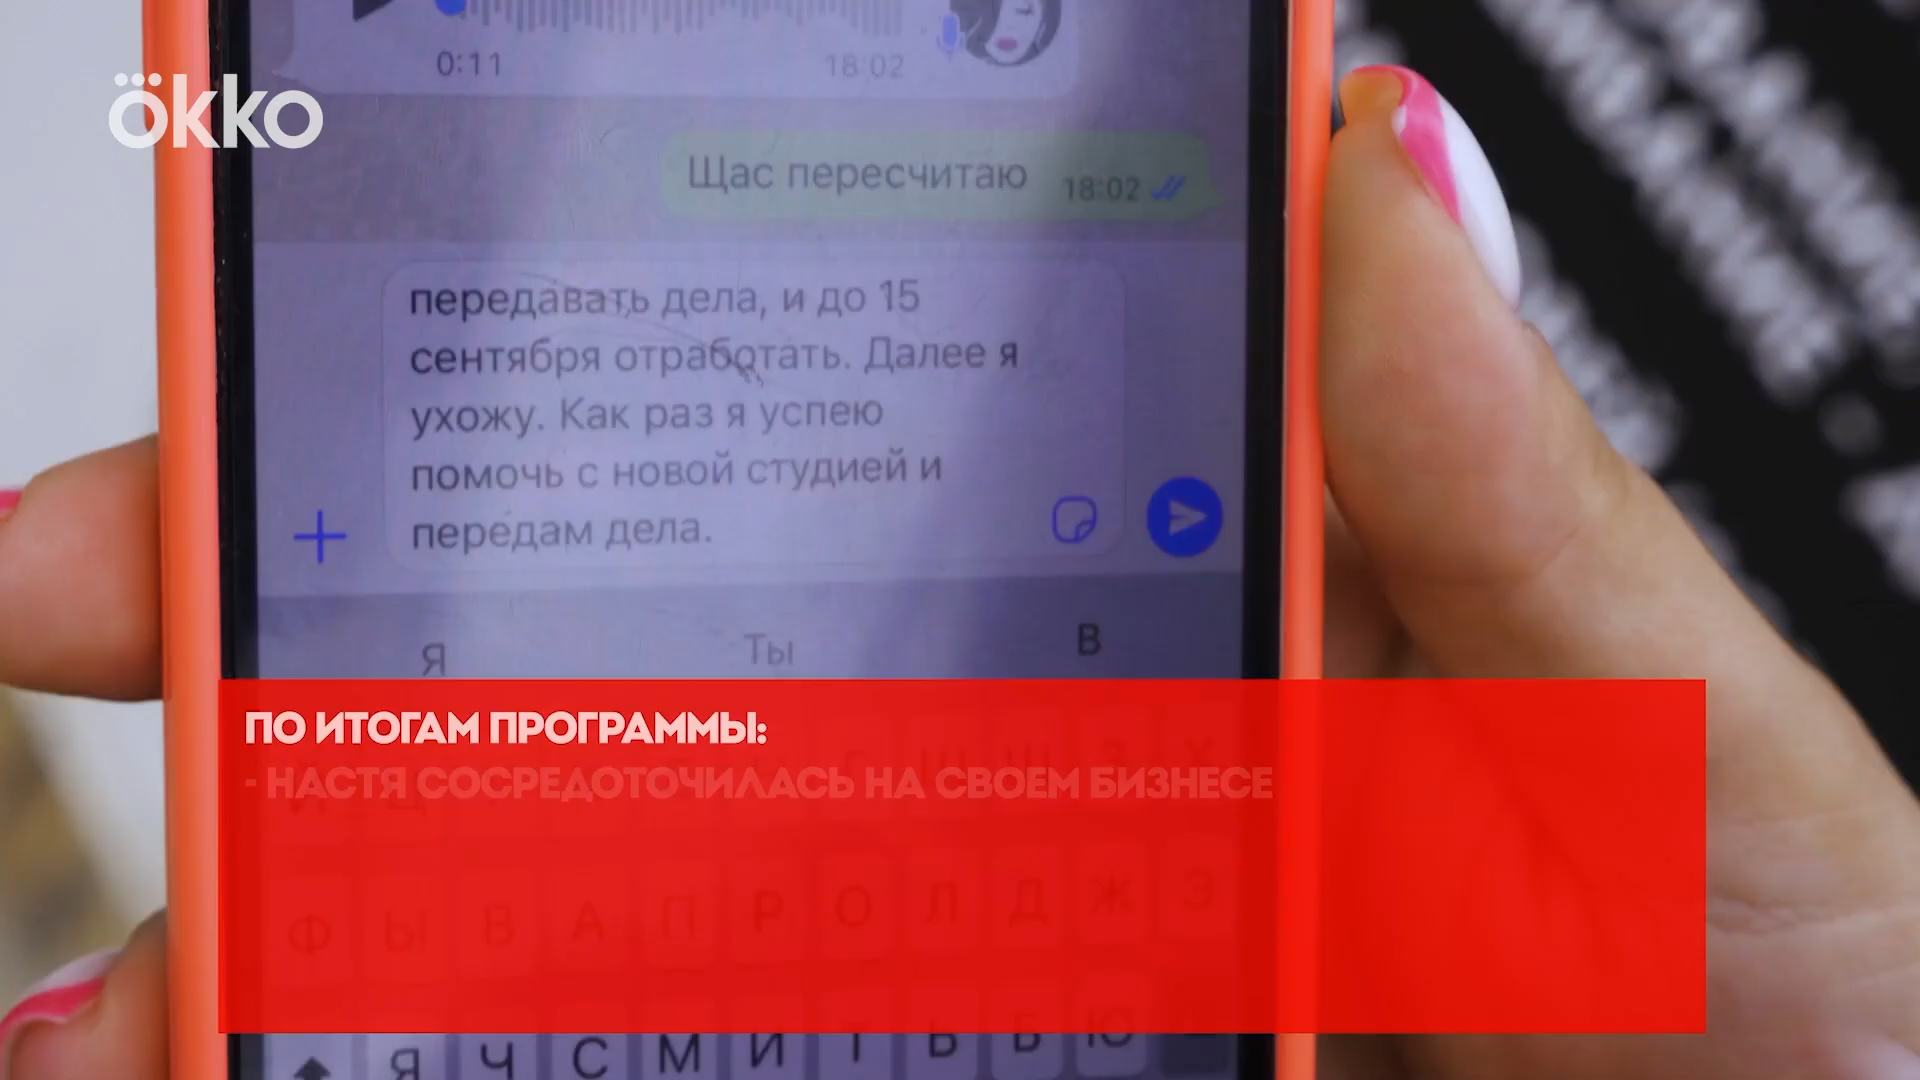 0:11
18:02
ökko
Щас пересчитаю 18:02
передавать дела, и до 15
сентября отработать. Далее я
ухожу. Как раз я успею
помочь с новой студией и
передам дела.
Я Ты В
ПО ИТОГАМ ПРОГРАММЫ:
- НАСТЯ СОСРЕДОТОЧИЛАСЬ НА СВОЕМ БИЗНЕСЕ
Ф Ы В А П Р О Л Д Ж Э
Я Ч С М И Т Ь Б Ю